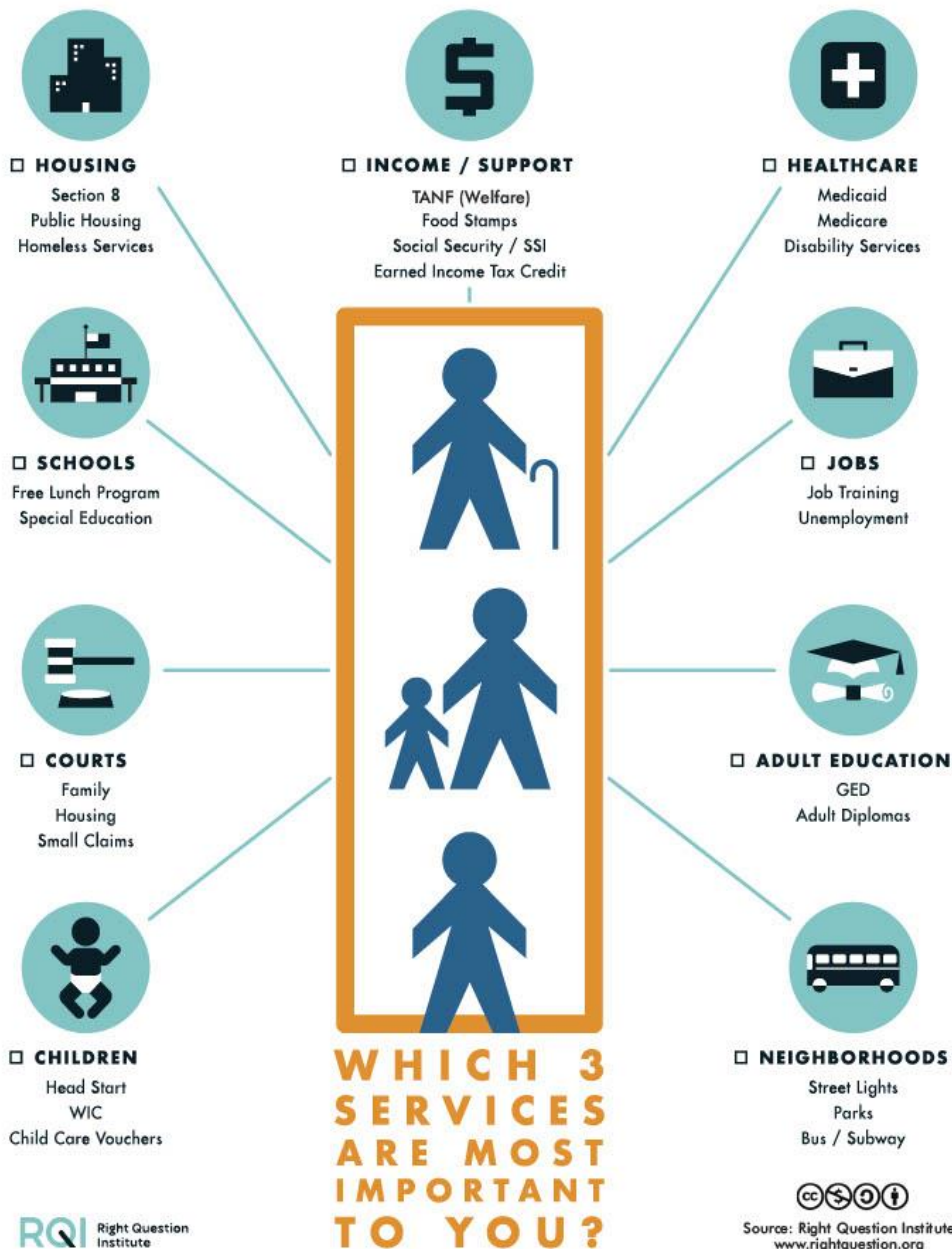 ☐ HOUSING
Section 8
Public Housing
Homeless Services
☐ INCOME / SUPPORT
TANF (Welfare)
Food Stamps
Social Security / SSI
Earned Income Tax Credit
☐ HEALTHCARE
Medicaid
Medicare
Disability Services
☐ SCHOOLS
Free Lunch Program
Special Education
☐ JOBS
Job Training
Unemployment
☐ COURTS
Family
Housing
Small Claims
☐ ADULT EDUCATION
GED
Adult Diplomas
☐ CHILDREN
Head Start
WIC
Child Care Vouchers
☐ NEIGHBORHOODS
Street Lights
Parks
Bus / Subway
WHICH 3
SERVICES
ARE MOST
IMPORTANT
TO YOU?
RQI Right Question
Institute
cc
Source: Right Question Institute
www.rightquestion.org